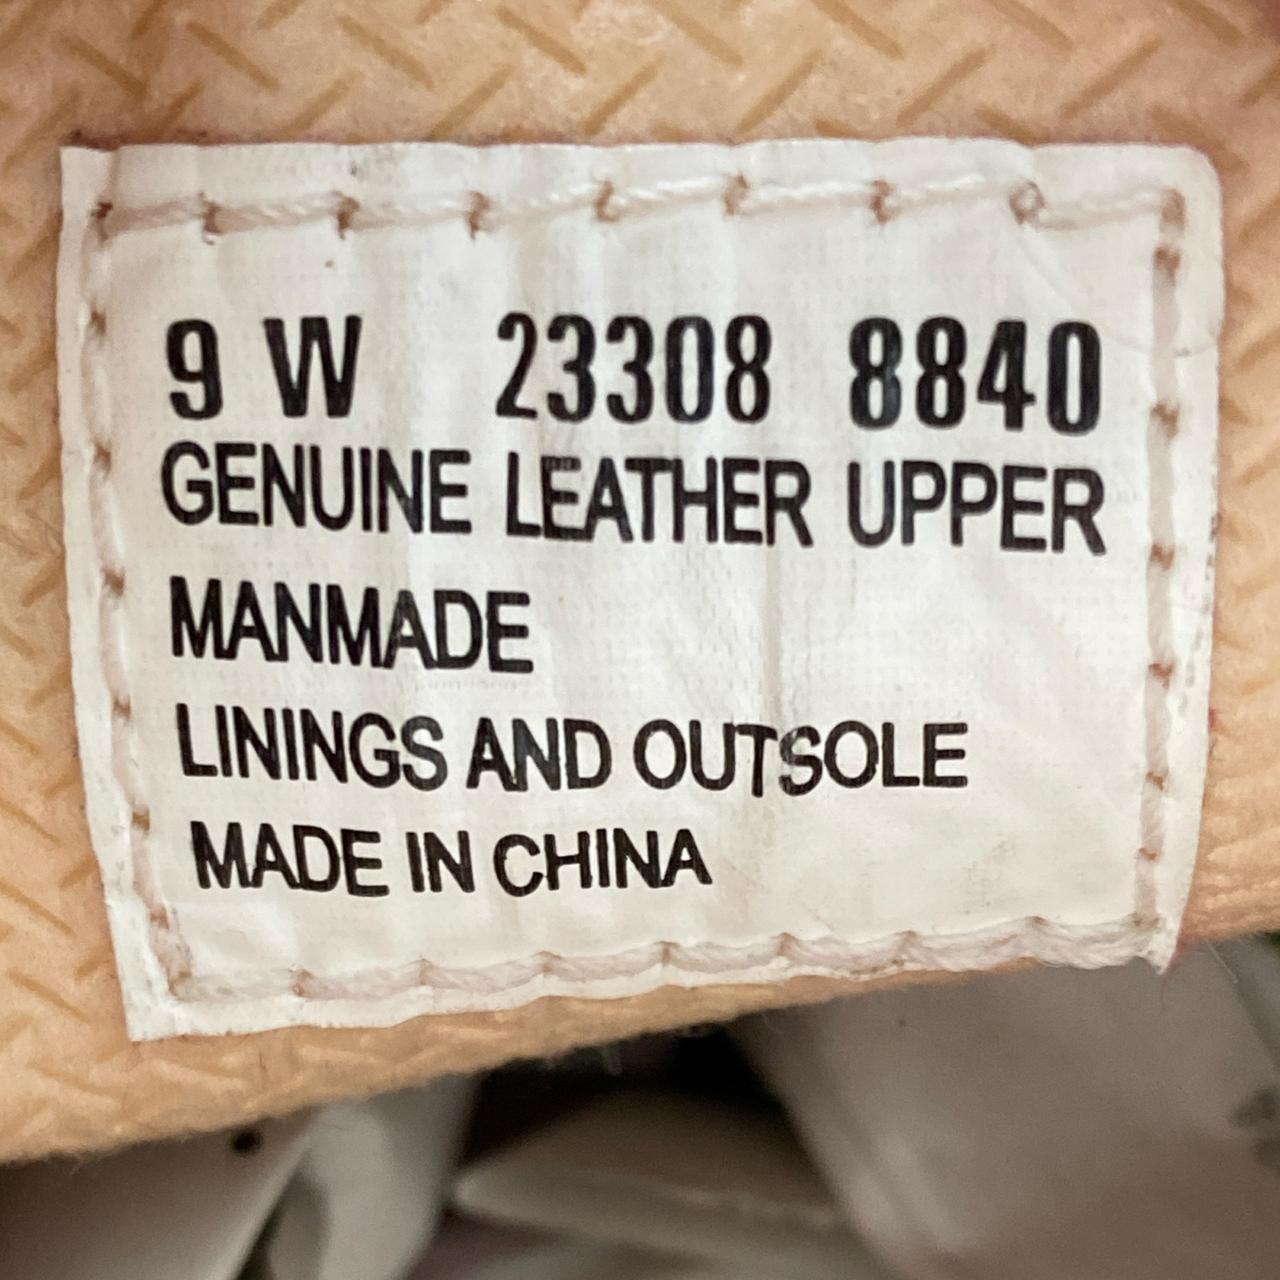 9 W 23308 8840
GENUINE LEATHER UPPER
MANMADE
LININGS AND OUTSOLE
MADE IN CHINA